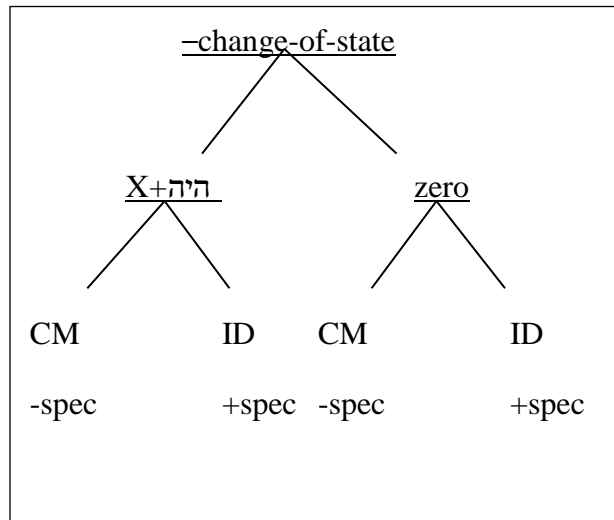 –change-of-state
X+היה zero
CM ID CM ID
-spec +spec -spec +spec